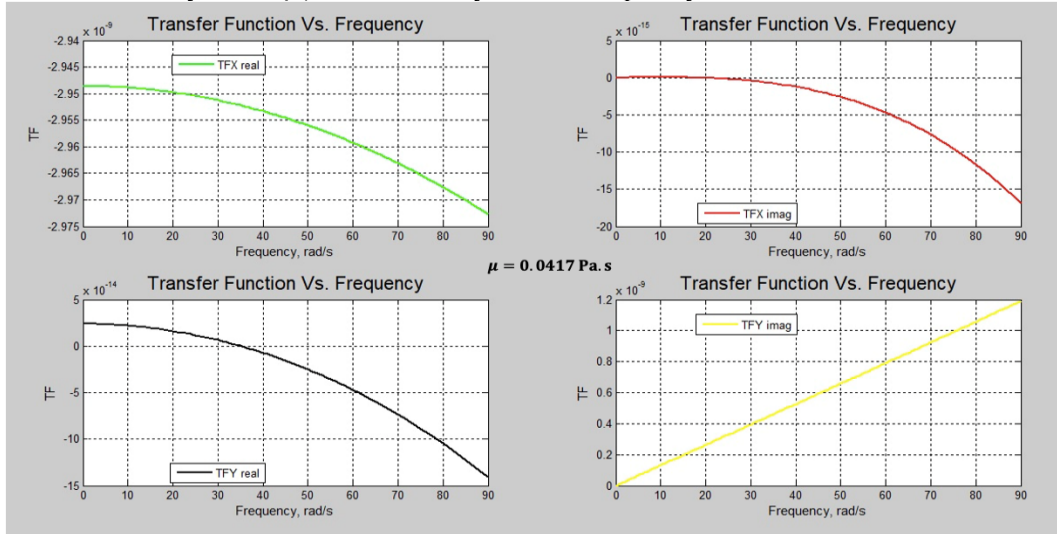 Transfer Function Vs. Frequency
x 10^-9
-2.94
-2.945
-2.95
-2.955
-2.96
-2.965
-2.97
-2.975
TF
TFX real
0 10 20 30 40 50 60 70 80 90
Frequency, rad/s
Transfer Function Vs. Frequency
x 10^-15
5
0
-5
-10
-15
-20
TF
TFX imag
0 10 20 30 40 50 60 70 80 90
Frequency, rad/s
μ = 0.0417 Pa.s
Transfer Function Vs. Frequency
x 10^-14
5
0
-5
-10
-15
TF
TFY real
0 10 20 30 40 50 60 70 80 90
Frequency, rad/s
Transfer Function Vs. Frequency
x 10^-9
1.2
1
0.8
0.6
0.4
0.2
0
TF
TFY imag
0 10 20 30 40 50 60 70 80 90
Frequency, rad/s